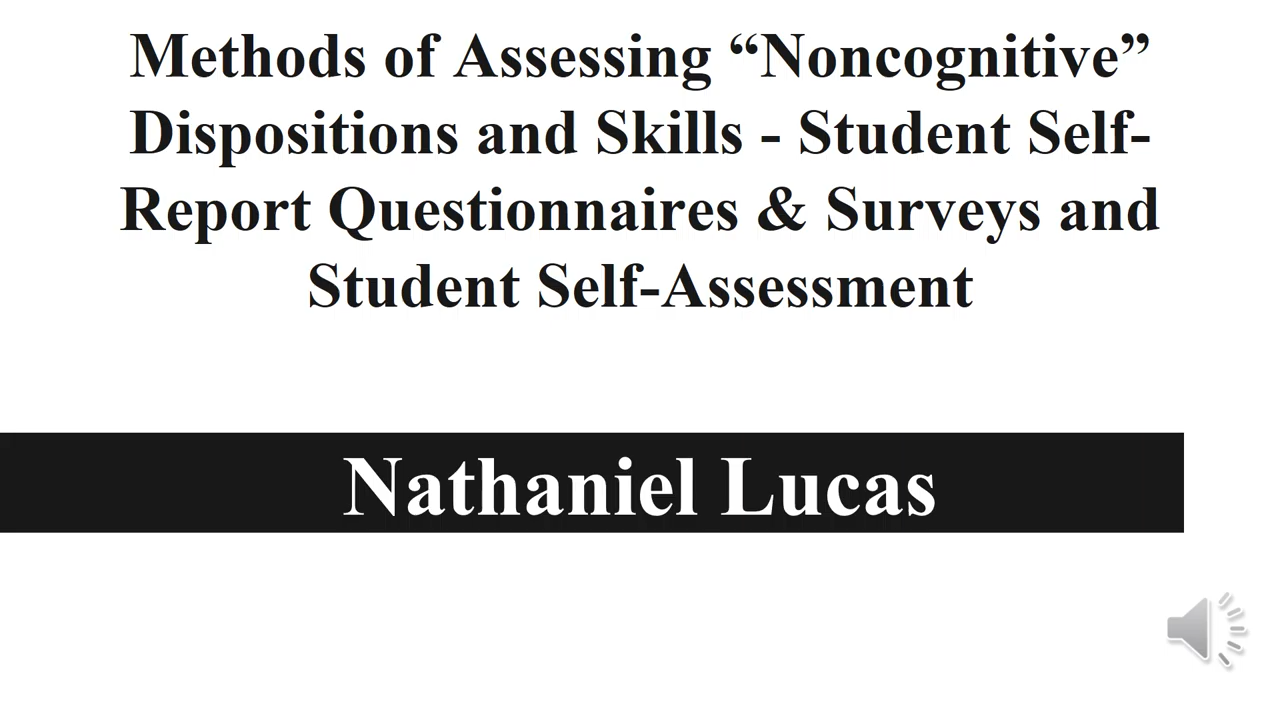 Methods of Assessing “Noncognitive”
Dispositions and Skills - Student Self-
Report Questionnaires & Surveys and
Student Self-Assessment
Nathaniel Lucas